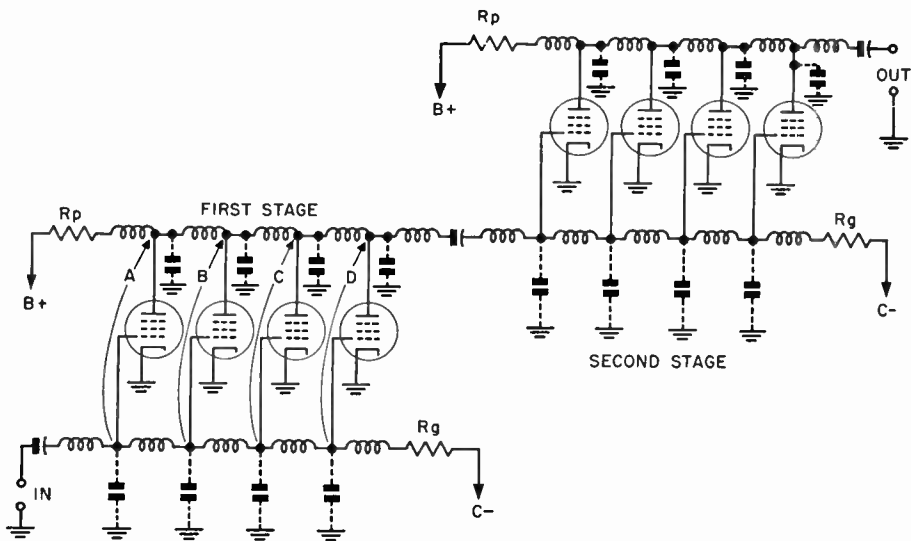 Rp
B+
OUT
Rp
FIRST STAGE
A
B
C
D
B+
Rg
C-
SECOND STAGE
Rg
IN
C-